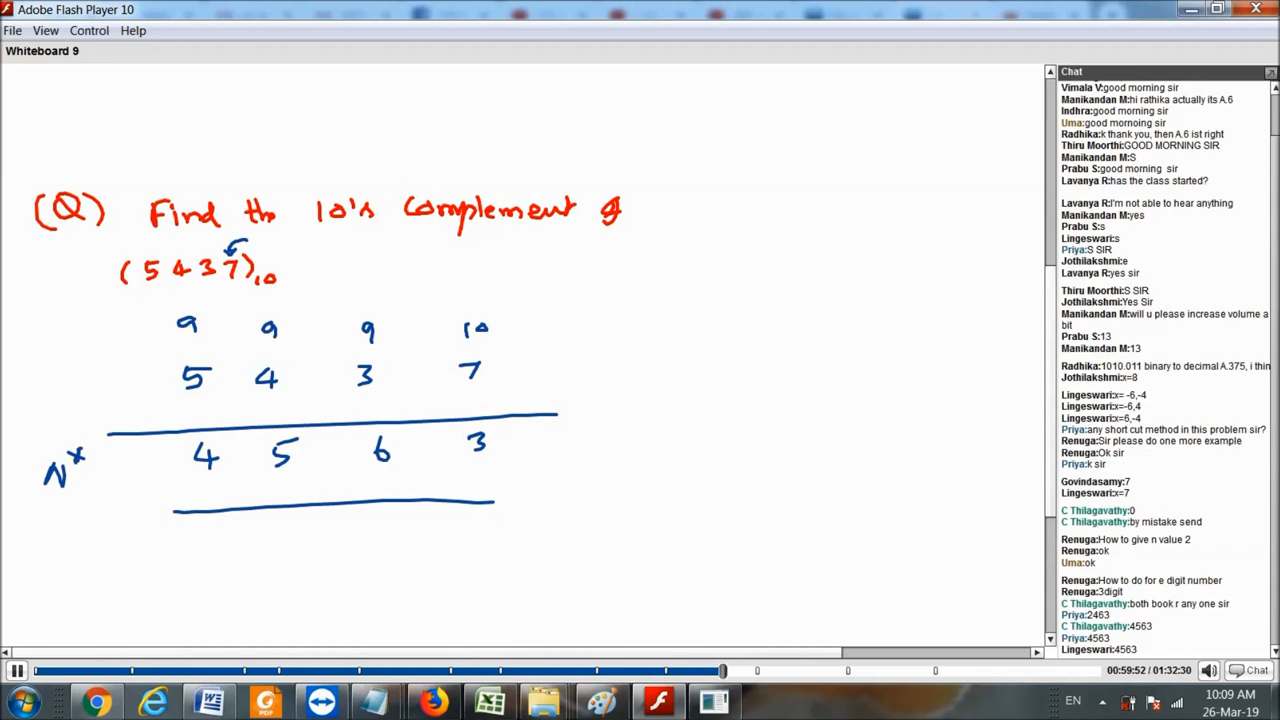 Adobe Flash Player 10
File View Control Help
Whiteboard 9
(Q) Find the 10's complement of
(5437)10
9 9 9 10
5 4 3 7
N* 4 5 6 3
Chat
Vimala V:good morning sir
Manikandan M:hi rathika actually its A.6
Indhra:good morning sir
Uma:good mornoing sir
Radhika:k thank you, then A.6 ist right
Thiru Moorthi:GOOD MORNING SIR
Manikandan M:S
Prabu S:good morning sir
Lavanya R:has the class started?
Lavanya R:I'm not able to hear anything
Manikandan M:yes
Prabu S:s
Lingeswari:s
Priya:S SIR
Jothilakshmi:e
Lavanya R:yes sir
Thiru Moorthi:S SIR
Jothilakshmi:Yes Sir
Manikandan M:will u please increase volume a
bit
Prabu S:13
Manikandan M:13
Radhika:1010.011 binary to decimal A.375, i thin
Jothilakshmi:x=8
Lingeswari:x= -6,-4
Lingeswari:x=-6,4
Lingeswari:x=6,-4
Priya:any short cut method in this problem sir?
Renuga:Sir please do one more example
Renuga:Ok sir
Priya:k sir
Govindasamy:7
Lingeswari:x=7
C Thilagavathy:0
C Thilagavathy:by mistake send
Renuga:How to give n value 2
Renuga:ok
Uma:ok
Renuga:How to do for e digit number
Renuga:3digit
C Thilagavathy:both book r any one sir
Priya:2463
C Thilagavathy:4563
Priya:4563
Lingeswari:4563
00:59:52 / 01:32:30 Chat
EN 10:09 AM
26-Mar-19